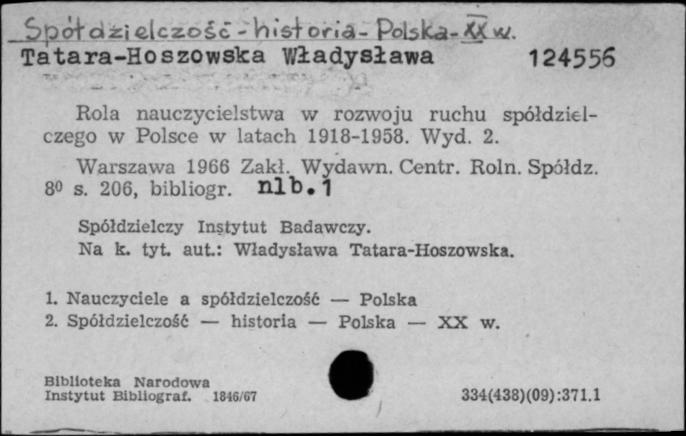 Spółdzielczość - historia - Polska - XX w.
Tatara-Hoszowska Władysława 124556
Rola nauczycielstwa w rozwoju ruchu spółdziel-
czego w Polsce w latach 1918-1958. Wyd. 2.
Warszawa 1966 Zakł. Wydawn. Centr. Roln. Spółdz.
8⁰ s. 206, bibliogr. nlb. 1
Spółdzielczy Instytut Badawczy.
Na k. tyt. aut.: Władysława Tatara-Hoszowska.
1. Nauczyciele a spółdzielczość — Polska
2. Spółdzielczość — historia — Polska — XX w.
Biblioteka Narodowa
Instytut Bibliograf. 1846/67 334(438)(09):371.1